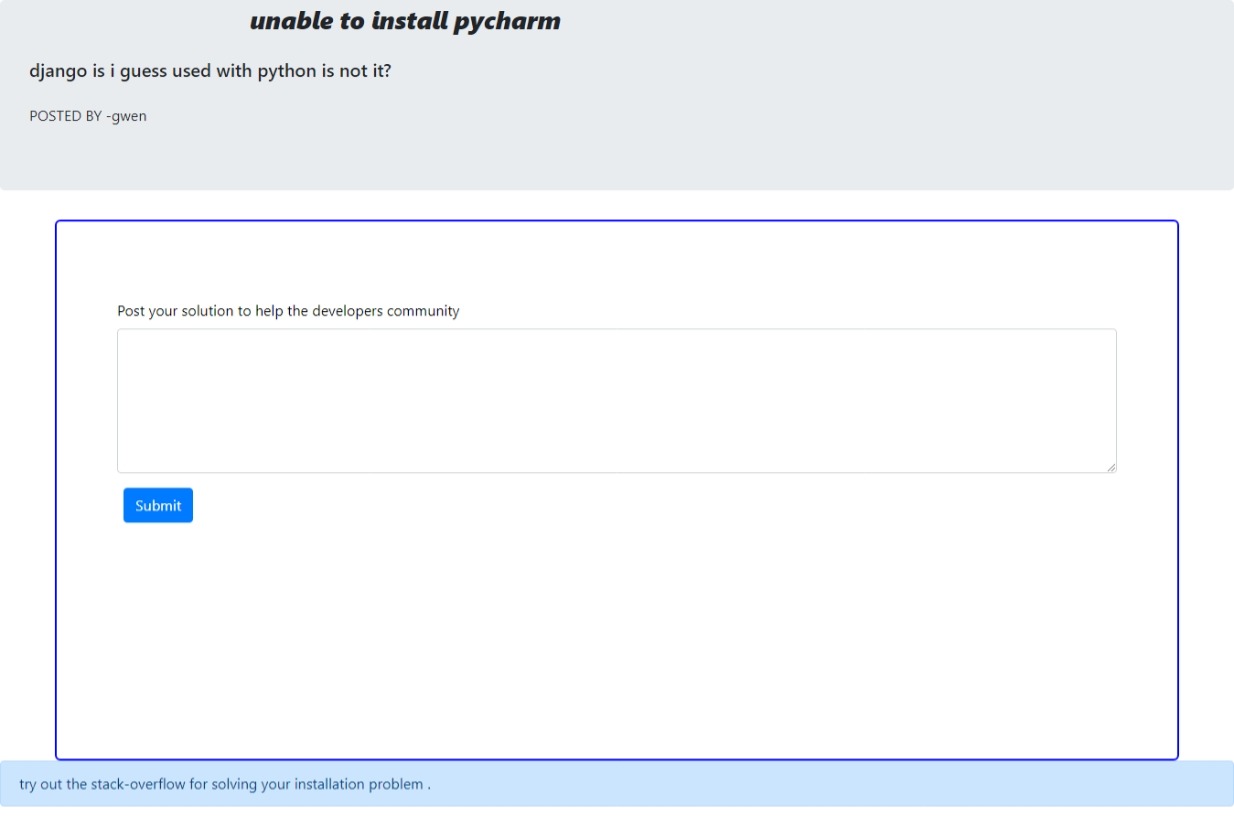 unable to install pycharm
django is i guess used with python is not it?
POSTED BY -gwen
Post your solution to help the developers community
Submit
try out the stack-overflow for solving your installation problem .